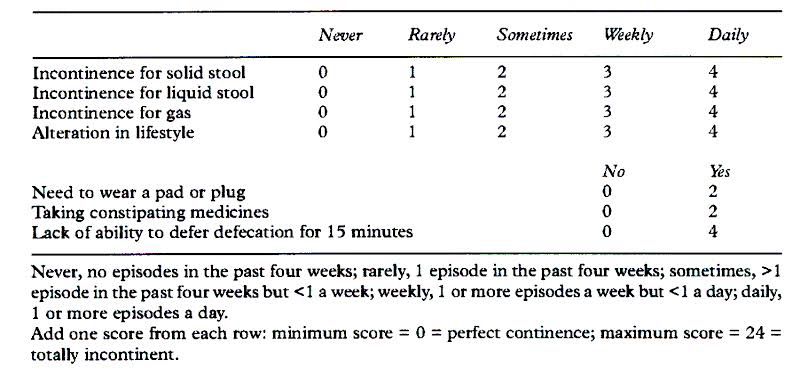 Never Rarely Sometimes Weekly Daily
Incontinence for solid stool 0 1 2 3 4
Incontinence for liquid stool 0 1 2 3 4
Incontinence for gas 0 1 2 3 4
Alteration in lifestyle 0 1 2 3 4
No Yes
Need to wear a pad or plug 0 2
Taking constipating medicines 0 2
Lack of ability to defer defecation for 15 minutes 0 4
Never, no episodes in the past four weeks; rarely, 1 episode in the past four weeks; sometimes, >1
episode in the past four weeks but <1 a week; weekly, 1 or more episodes a week but <1 a day; daily,
1 or more episodes a day.
Add one score from each row: minimum score = 0 = perfect continence; maximum score = 24 =
totally incontinent.